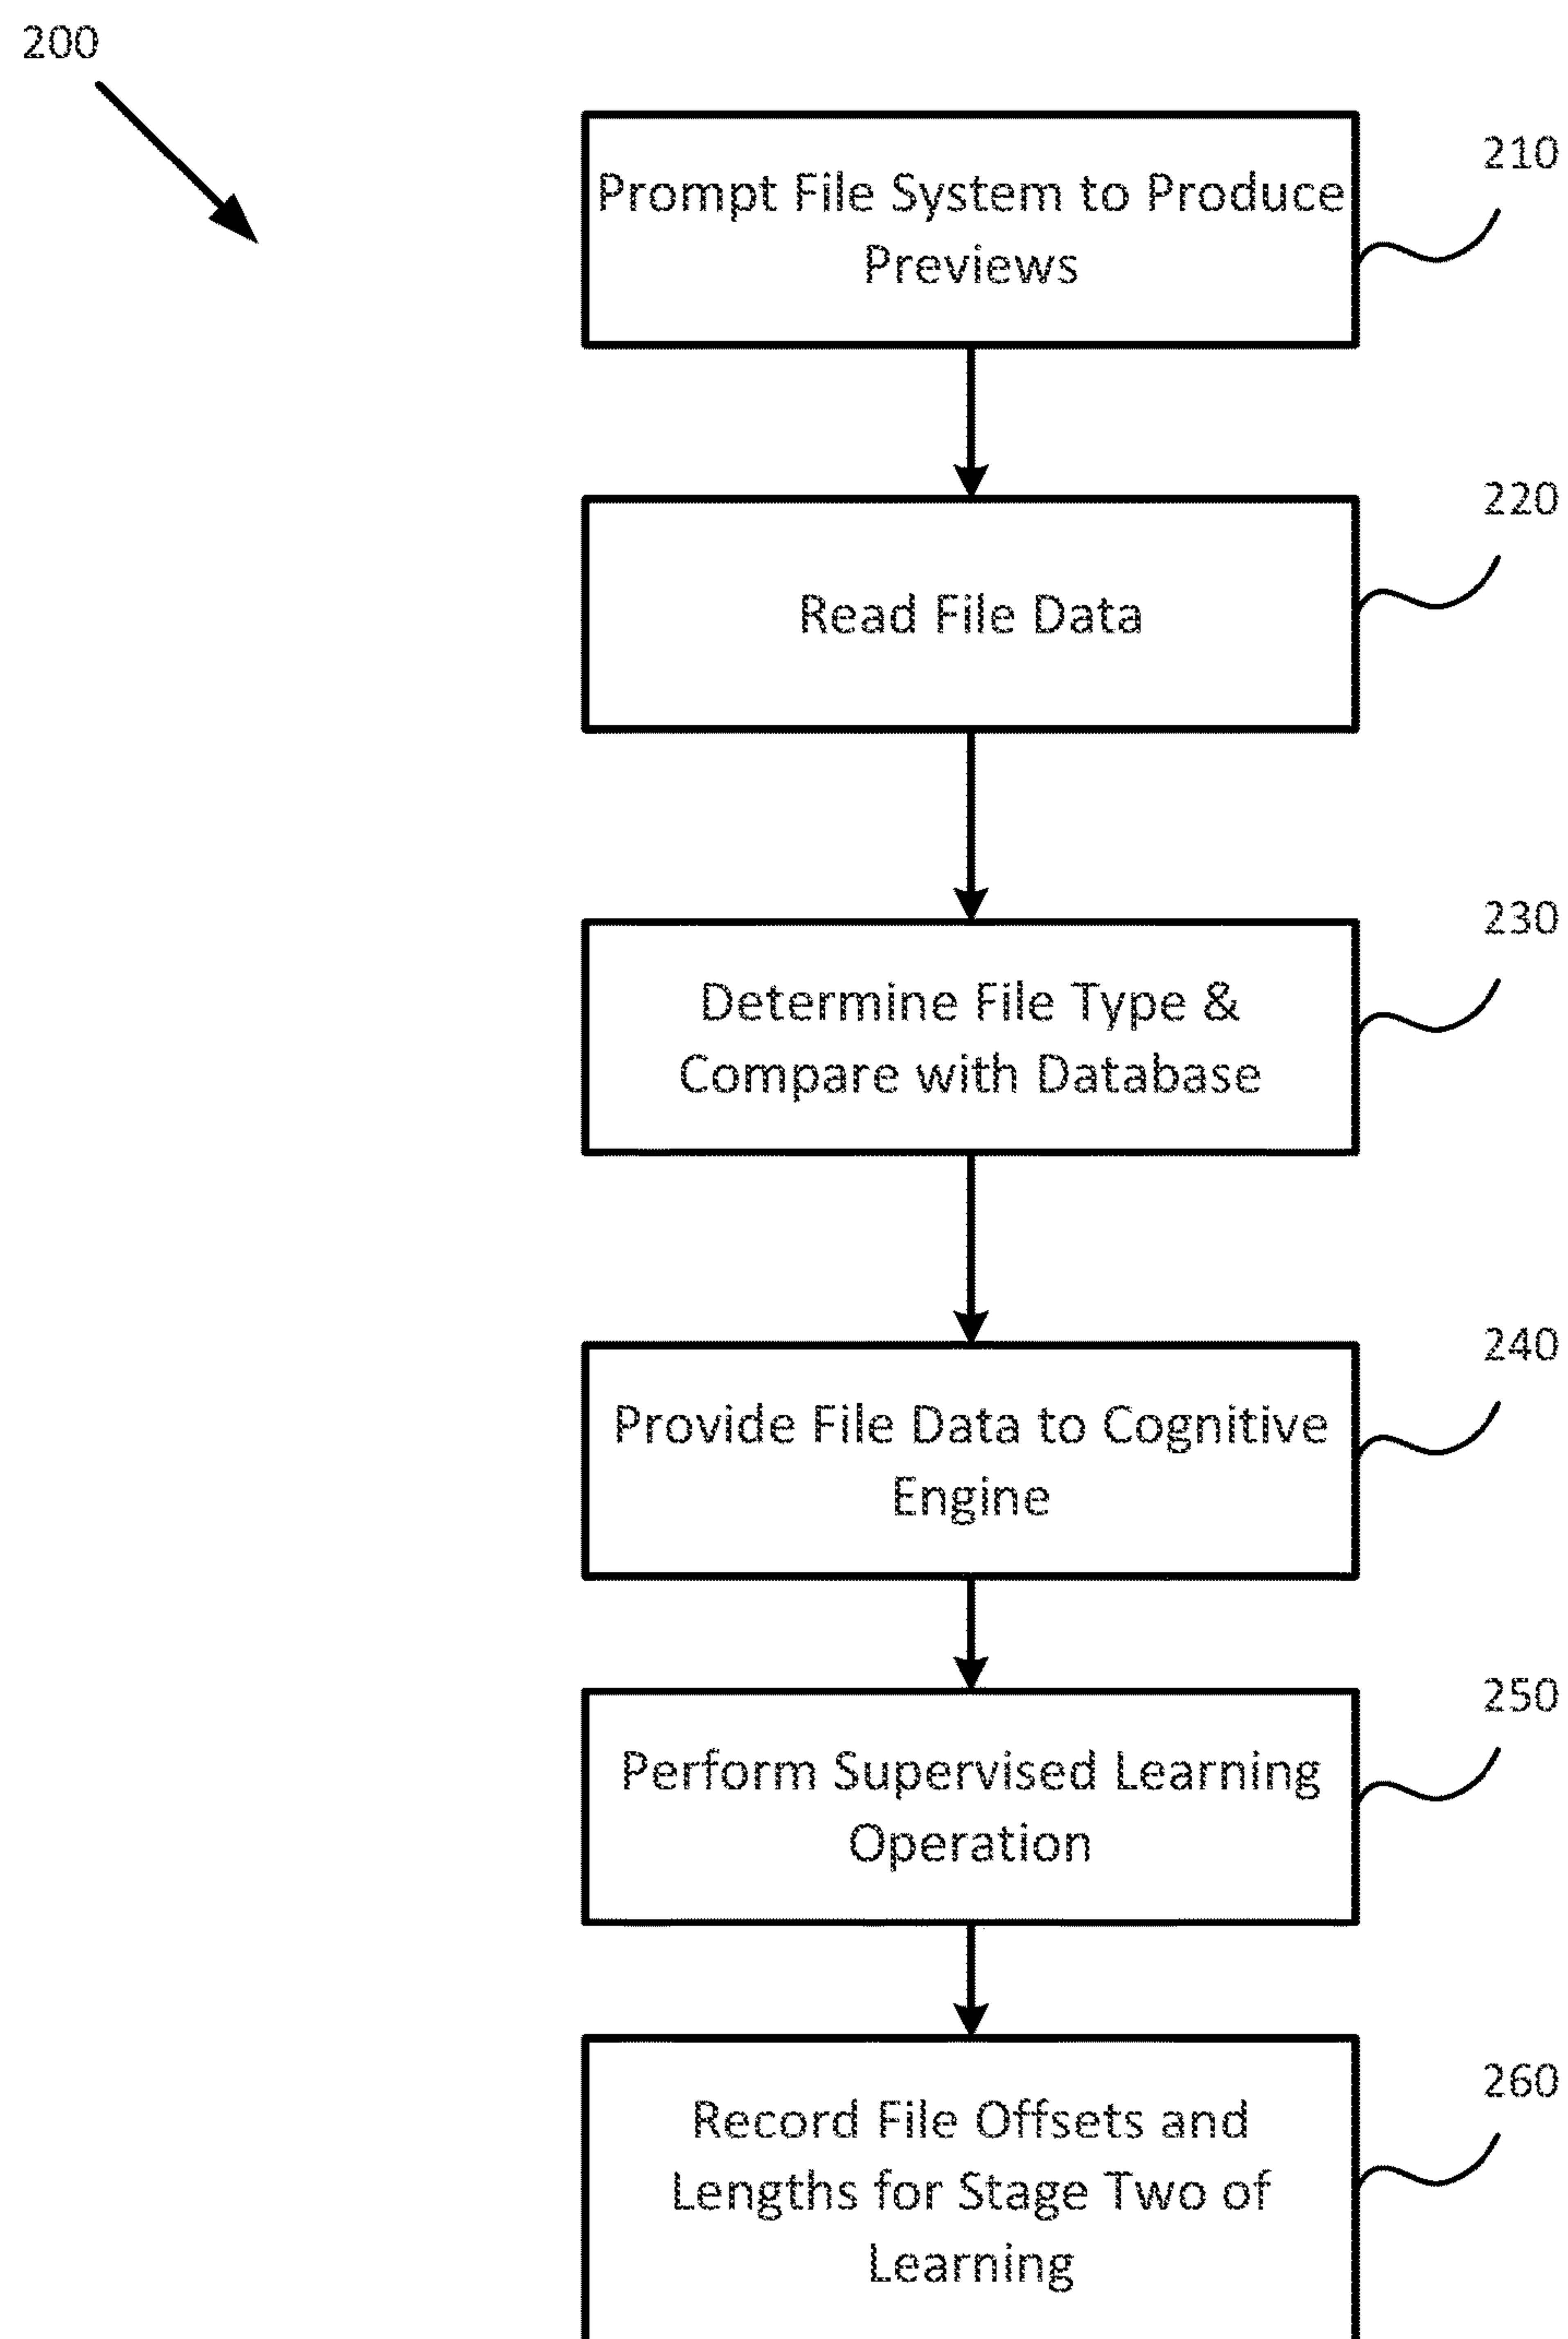 200
210
Prompt File System to Produce
Previews
220
Read File Data
230
Determine File Type &
Compare with Database
240
Provide File Data to Cognitive
Engine
250
Perform Supervised Learning
Operation
260
Record File Offsets and
Lengths for Stage Two of
Learning